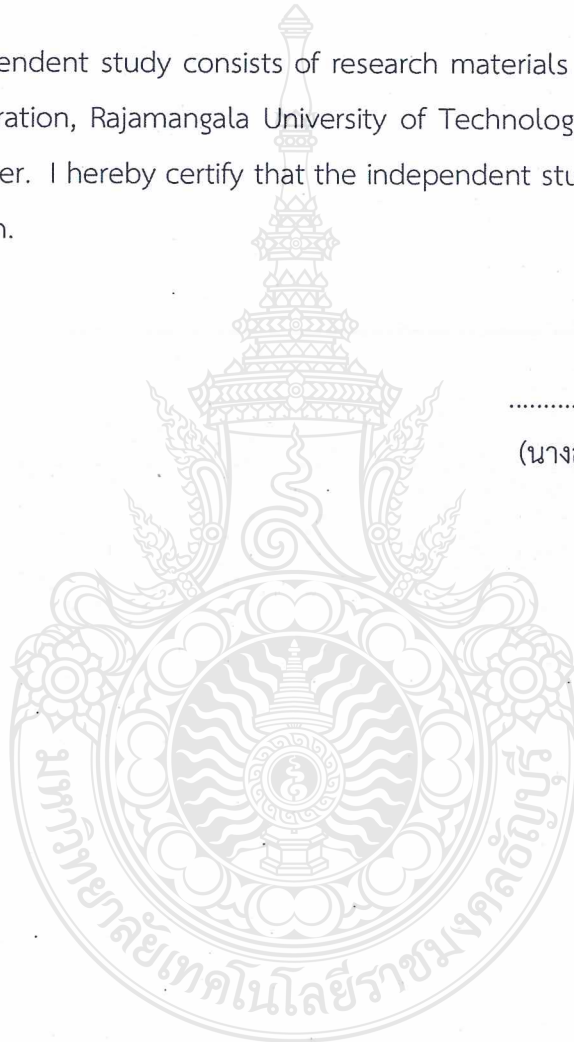 endent study consists of research materials
ration, Rajamangala University of Technolog
er. I hereby certify that the independent stu
n.
..........
(นาง
มหาวิทยาลัยเทคโนโลยีราชมงคลธัญบุรี